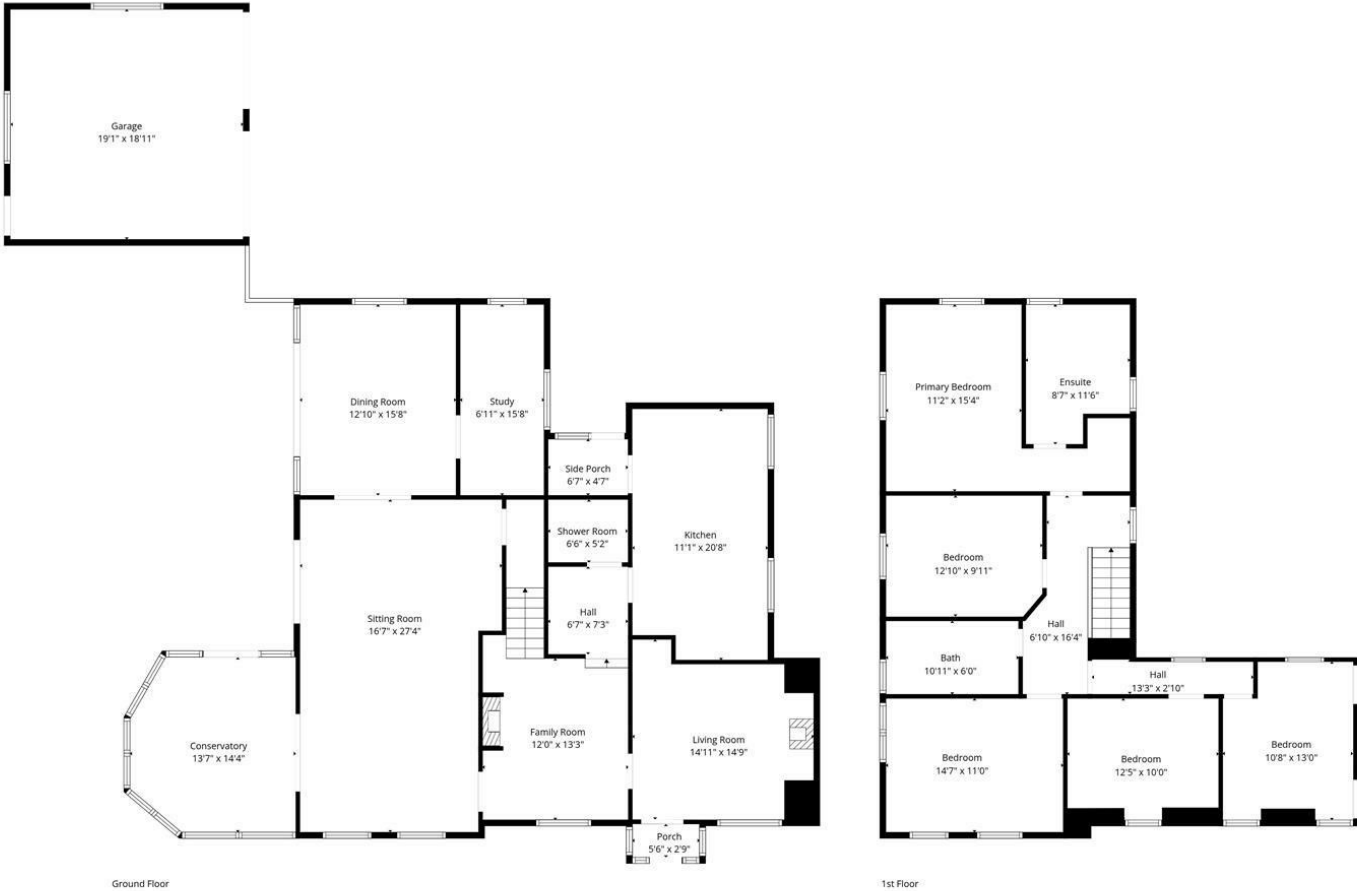 Garage
19'1" x 18'11"
Dining Room
12'10" x 15'8"
Study
6'11" x 15'8"
Side Porch
6'7" x 4'7"
Shower Room
6'6" x 5'2"
Kitchen
11'1" x 20'8"
Hall
6'7" x 7'3"
Sitting Room
16'7" x 27'4"
Conservatory
13'7" x 14'4"
Family Room
12'0" x 13'3"
Living Room
14'11" x 14'9"
Porch
5'6" x 2'9"
Ground Floor
Primary Bedroom
11'2" x 15'4"
Ensuite
8'7" x 11'6"
Bedroom
12'10" x 9'11"
Hall
6'10" x 16'4"
Bath
10'11" x 6'0"
Hall
13'3" x 2'10"
Bedroom
14'7" x 11'0"
Bedroom
12'5" x 10'0"
Bedroom
10'8" x 13'0"
1st Floor